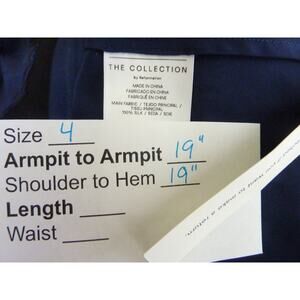 THE COLLECTION
by Reformation
MADE IN CHINA
FABRICADO EN CHINA
FABRIQUÉ EN CHINE
MAIN FABRIC / TEJIDO PRINCIPAL /
TISSU PRINCIPAL
100% SILK / SEDA / SOIE
Size 4
Armpit to Armpit 19"
Shoulder to Hem 19"
Length
Waist